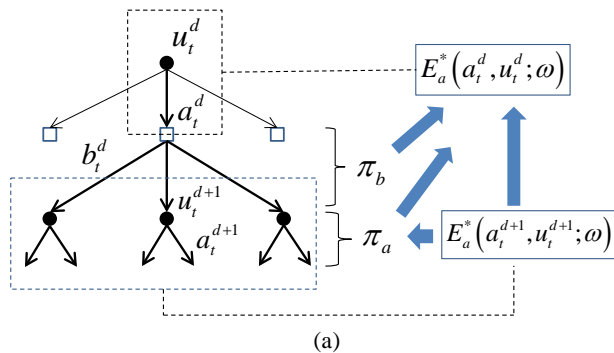 u_t^d
E_a^*(a_t^d, u_t^d; ω)
a_t^d
b_t^d
π_b
u_t^{d+1}
a_t^{d+1}
π_a
E_a^*(a_t^{d+1}, u_t^{d+1}; ω)
(a)